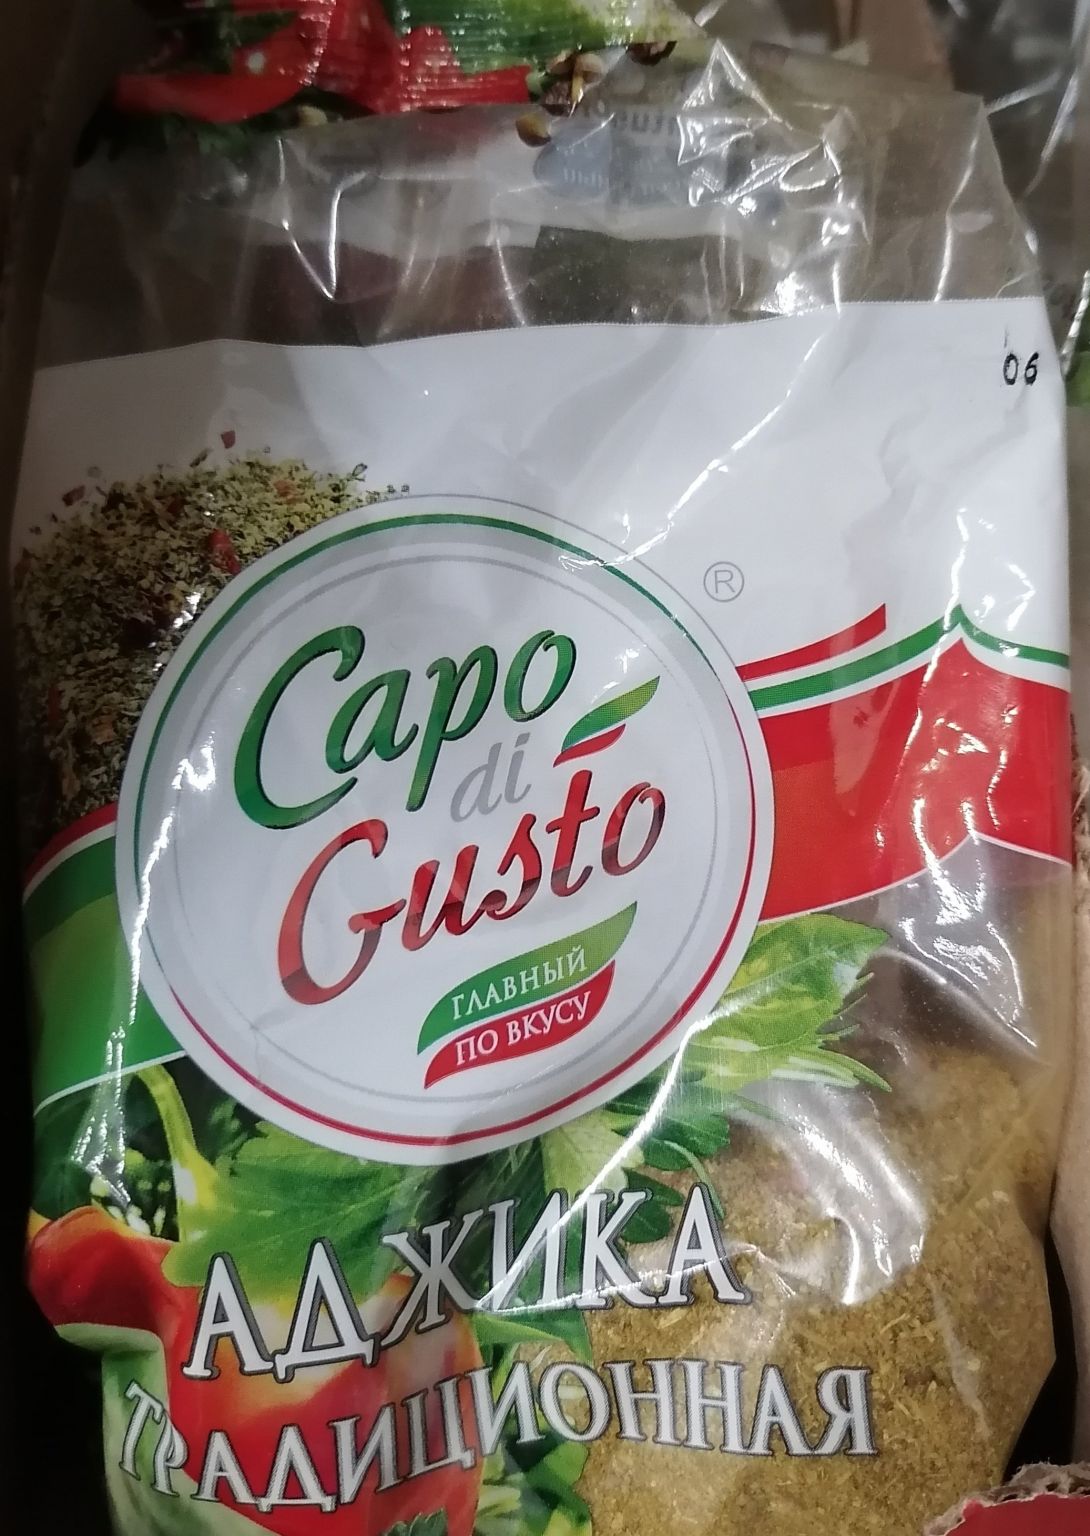 06
®
Capo
di
Gusto
ГЛАВНЫЙ
ПО ВКУСУ
АДЖИКА
ТРАДИЦИОННАЯ